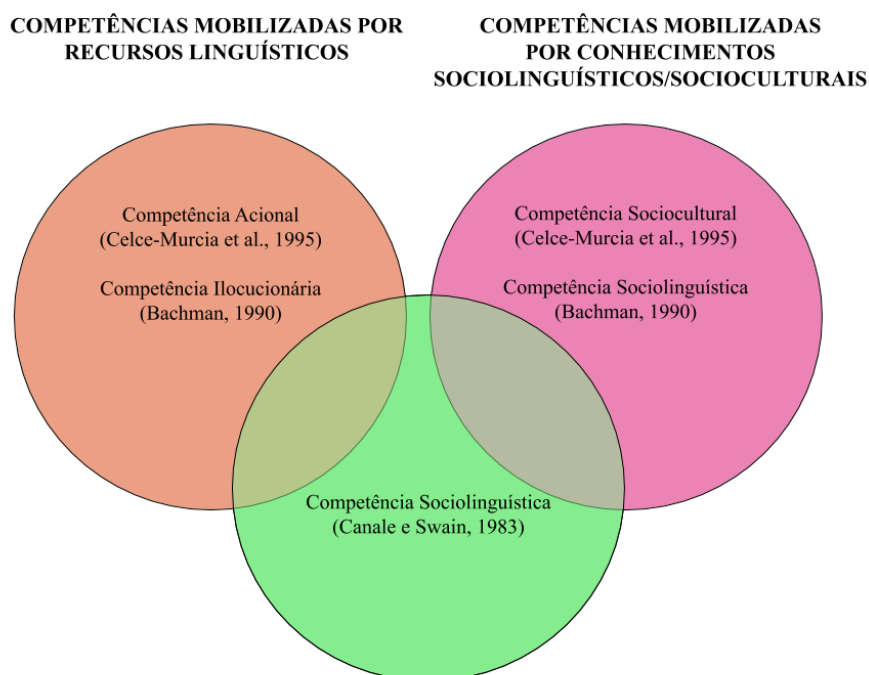 COMPETÊNCIAS MOBILIZADAS POR
RECURSOS LINGUÍSTICOS
COMPETÊNCIAS MOBILIZADAS
POR CONHECIMENTOS
SOCIOLINGUÍSTICOS/SOCIOCULTURAIS
Competência Acional
(Celce-Murcia et al., 1995)
Competência Ilocucionária
(Bachman, 1990)
Competência Sociocultural
(Celce-Murcia et al., 1995)
Competência Sociolinguística
(Bachman, 1990)
Competência Sociolinguística
(Canale e Swain, 1983)